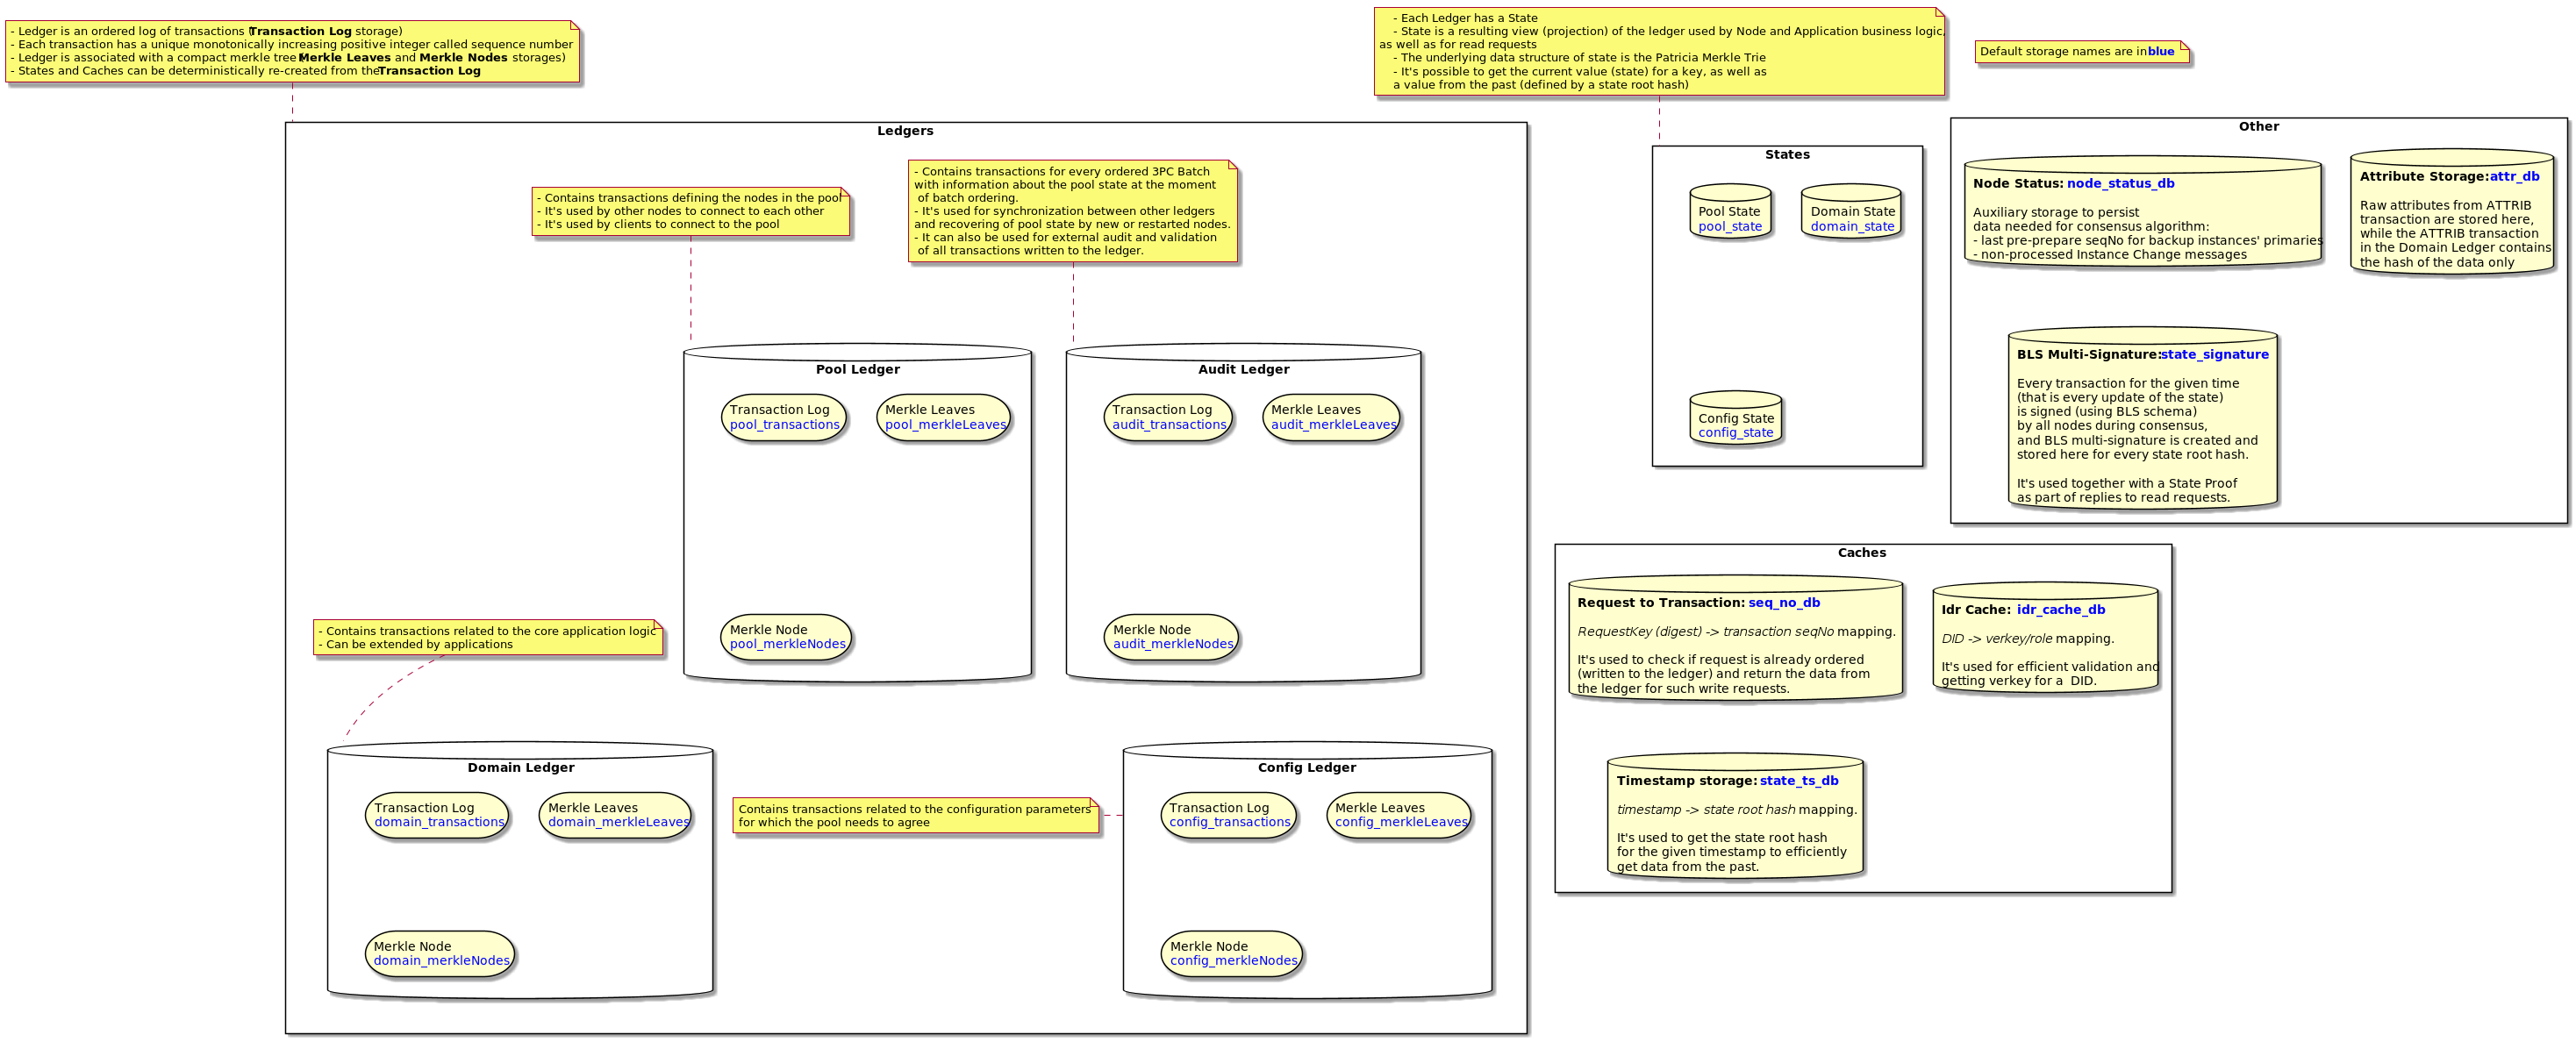 - Ledger is an ordered log of transactions (Transaction Log storage)
- Each transaction has a unique monotonically increasing positive integer called sequence number
- Ledger is associated with a compact merkle tree (Merkle Leaves and Merkle Nodes storages)
- States and Caches can be deterministically re-created from the Transaction Log
- Each Ledger has a State
- State is a resulting view (projection) of the ledger used by Node and Application business logic,
as well as for read requests
- The underlying data structure of state is the Patricia Merkle Trie
- It's possible to get the current value (state) for a key, as well as
a value from the past (defined by a state root hash)
Default storage names are in blue
Ledgers
- Contains transactions defining the nodes in the pool
- It's used by other nodes to connect to each other
- It's used by clients to connect to the pool
- Contains transactions for every ordered 3PC Batch
with information about the pool state at the moment
of batch ordering.
- It's used for synchronization between other ledgers
and recovering of pool state by new or restarted nodes.
- It can also be used for external audit and validation
of all transactions written to the ledger.
Pool Ledger
Transaction Log
pool_transactions
Merkle Leaves
pool_merkleLeaves
Merkle Node
pool_merkleNodes
Audit Ledger
Transaction Log
audit_transactions
Merkle Leaves
audit_merkleLeaves
Merkle Node
audit_merkleNodes
- Contains transactions related to the core application logic
- Can be extended by applications
Domain Ledger
Transaction Log
domain_transactions
Merkle Leaves
domain_merkleLeaves
Merkle Node
domain_merkleNodes
Contains transactions related to the configuration parameters
for which the pool needs to agree
Config Ledger
Transaction Log
config_transactions
Merkle Leaves
config_merkleLeaves
Merkle Node
config_merkleNodes
States
Pool State
pool_state
Domain State
domain_state
Config State
config_state
Other
Node Status: node_status_db
Auxiliary storage to persist
data needed for consensus algorithm:
- last pre-prepare seqNo for backup instances' primaries
- non-processed Instance Change messages
Attribute Storage: attr_db
Raw attributes from ATTRIB
transaction are stored here,
while the ATTRIB transaction
in the Domain Ledger contains
the hash of the data only
BLS Multi-Signature: state_signature
Every transaction for the given time
(that is every update of the state)
is signed (using BLS schema)
by all nodes during consensus,
and BLS multi-signature is created and
stored here for every state root hash.
It's used together with a State Proof
as part of replies to read requests.
Caches
Request to Transaction: seq_no_db
RequestKey (digest) -> transaction seqNo mapping.
It's used to check if request is already ordered
(written to the ledger) and return the data from
the ledger for such write requests.
Idr Cache: idr_cache_db
DID -> verkey/role mapping.
It's used for efficient validation and
getting verkey for a DID.
Timestamp storage: state_ts_db
timestamp -> state root hash mapping.
It's used to get the state root hash
for the given timestamp to efficiently
get data from the past.